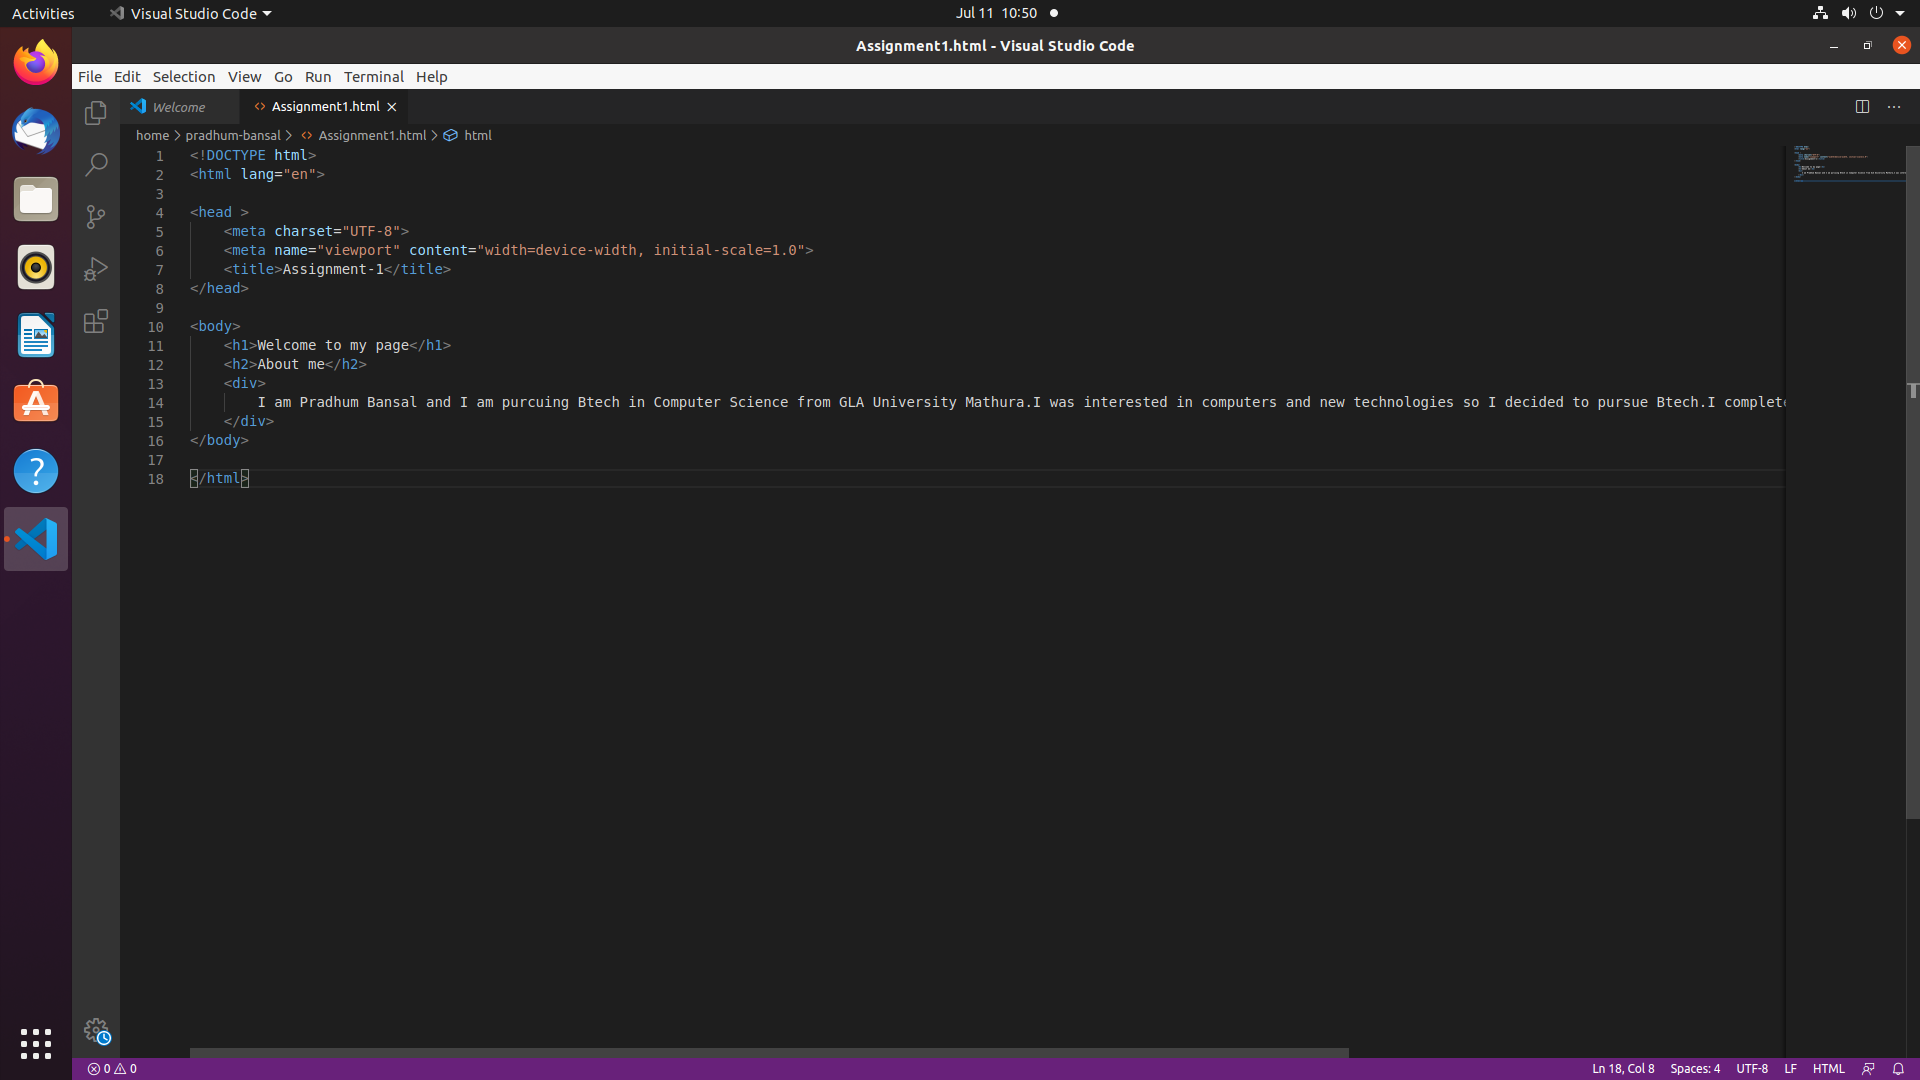 Activities Visual Studio Code Jul 11 10:50
Assignment1.html - Visual Studio Code
File Edit Selection View Go Run Terminal Help
Welcome Assignment1.html
home pradhum-bansal Assignment1.html html
1 <!DOCTYPE html>
2 <html lang="en">
3
4 <head >
5 <meta charset="UTF-8">
6 <meta name="viewport" content="width=device-width, initial-scale=1.0">
7 <title>Assignment-1</title>
8 </head>
9
10 <body>
11 <h1>Welcome to my page</h1>
12 <h2>About me</h2>
13 <div>
14 I am Pradhum Bansal and I am purcuing Btech in Computer Science from GLA University Mathura.I was interested in computers and new technologies so I decided to pursue Btech.I complet
15 </div>
16 </body>
17
18 </html>
0 0 Ln 18, Col 8 Spaces: 4 UTF-8 LF HTML